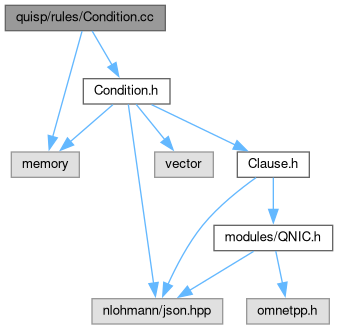 quisp/rules/Condition.cc
Condition.h
memory
vector
Clause.h
modules/QNIC.h
nlohmann/json.hpp
omnetpp.h